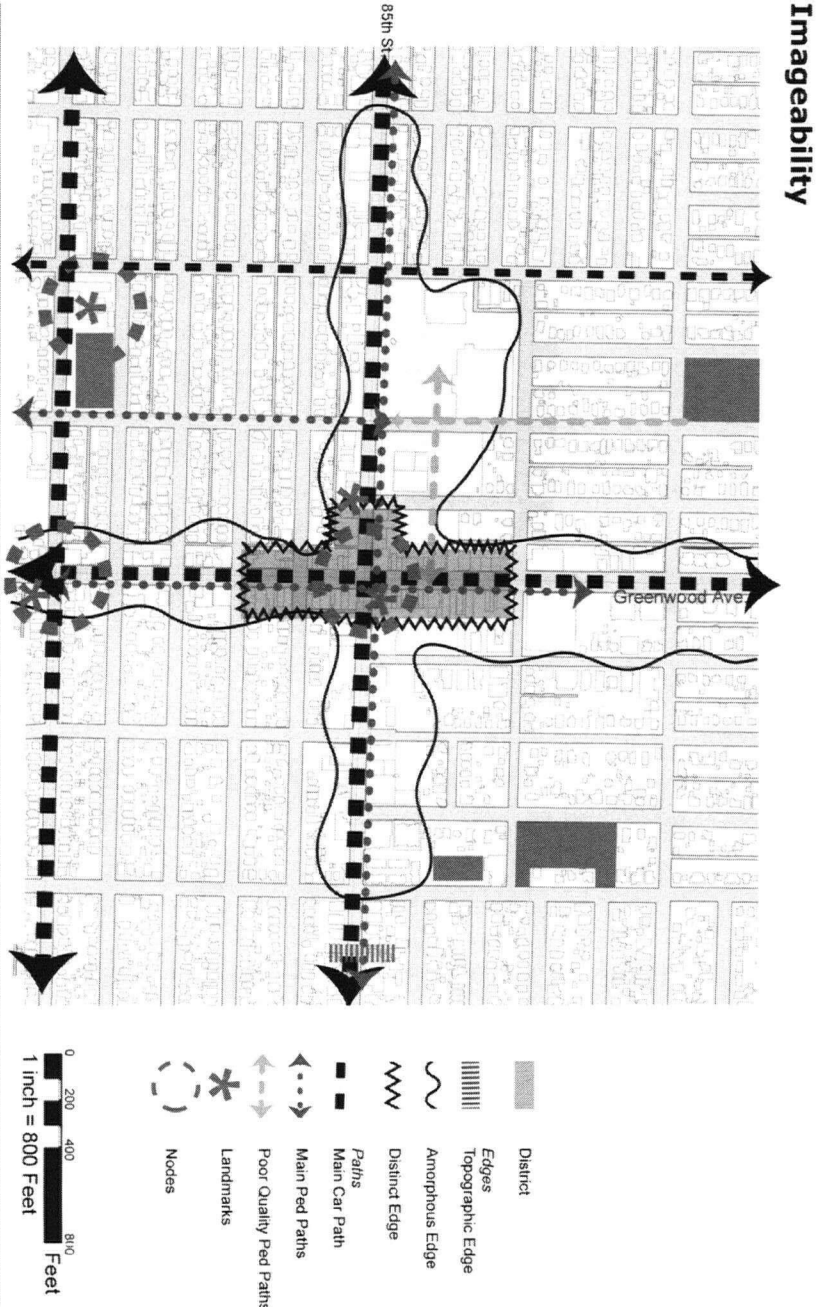 Imageability
85th St
Greenwood Ave
District
Edges
Topographic Edge
Amorphous Edge
Distinct Edge
Paths
Main Car Path
Main Ped Paths
Poor Quality Ped Paths
Landmarks
Nodes
0 200 400 800
Feet
1 inch = 800 Feet